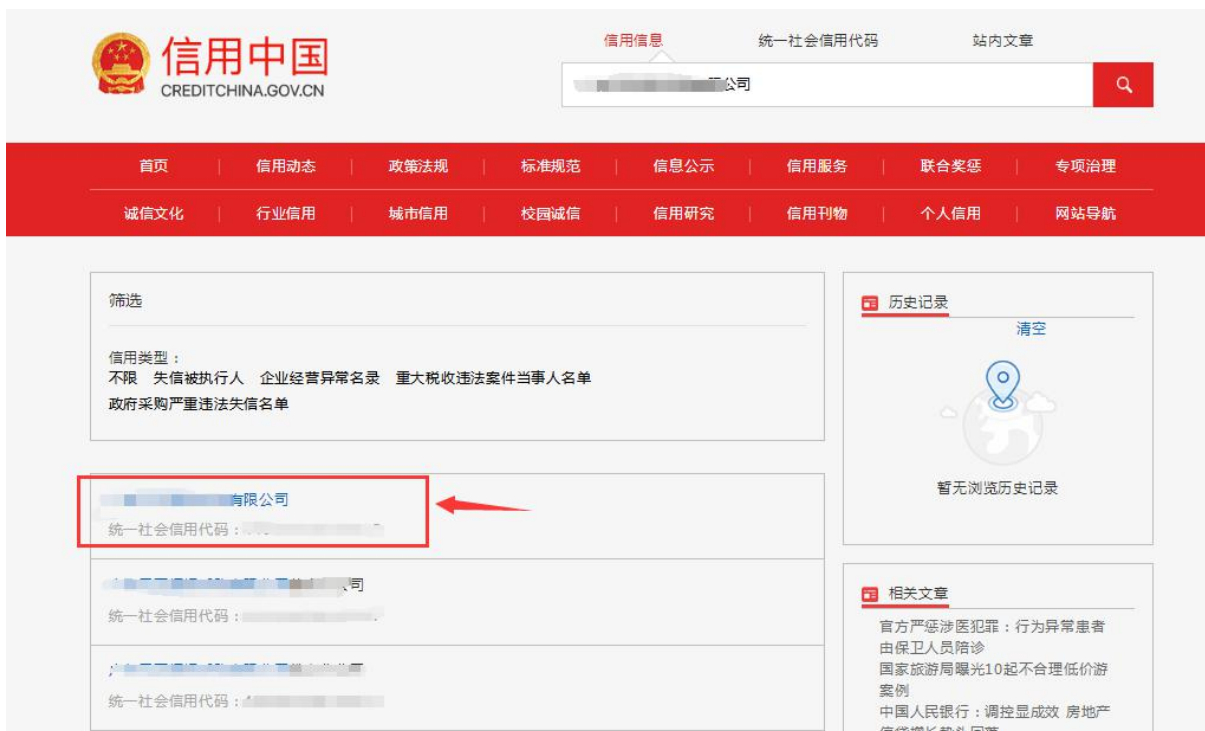 信用中国
CREDITCHINA.GOV.CN
信用信息 统一社会信用代码 站内文章
公司
首页 信用动态 政策法规 标准规范 信息公示 信用服务 联合奖惩 专项治理
诚信文化 行业信用 城市信用 校园诚信 信用研究 信用刊物 个人信用 网站导航
筛选
信用类型：
不限 失信被执行人 企业经营异常名录 重大税收违法案件当事人名单
政府采购严重违法失信名单
有限公司
统一社会信用代码：
司
统一社会信用代码：
统一社会信用代码：
历史记录
清空
暂无浏览历史记录
相关文章
官方严惩涉医犯罪：行为异常患者
由保卫人员陪诊
国家旅游局曝光10起不合理低价游
案例
中国人民银行：调控显成效 房地产